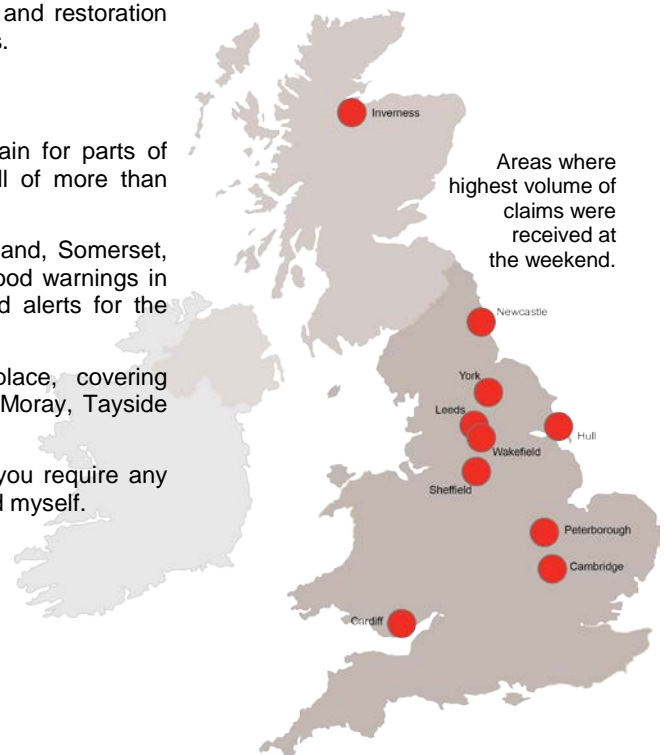 and restoration
s.
ain for parts of
ll of more than
and, Somerset,
ood warnings in
d alerts for the
place, covering
Moray, Tayside
you require any
d myself.
Areas where
highest volume of
claims were
received at
the weekend.
Inverness
Newcastle
York
Leeds
Hull
Wakefield
Sheffield
Peterborough
Cambridge
Cardiff